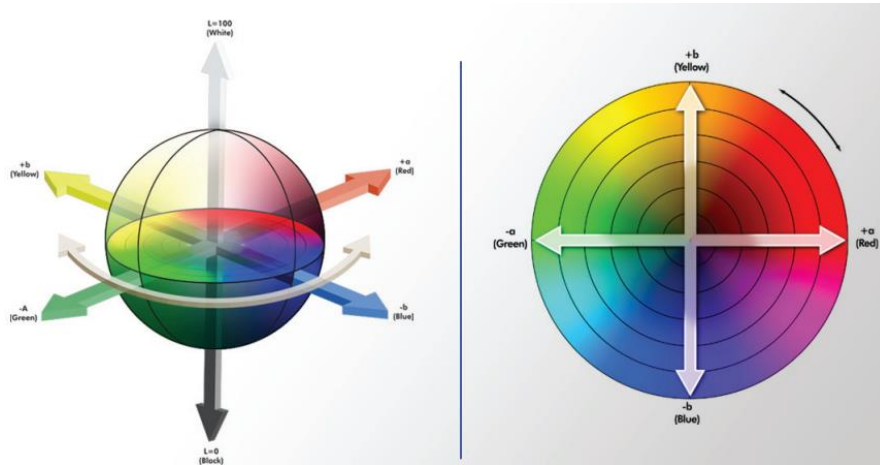 L=100
(White)
+b
(Yellow)
+a
(Red)
-A
(Green)
-b
(Blue)
L=0
(Black)
+b
(Yellow)
-a
(Green)
+a
(Red)
-b
(Blue)